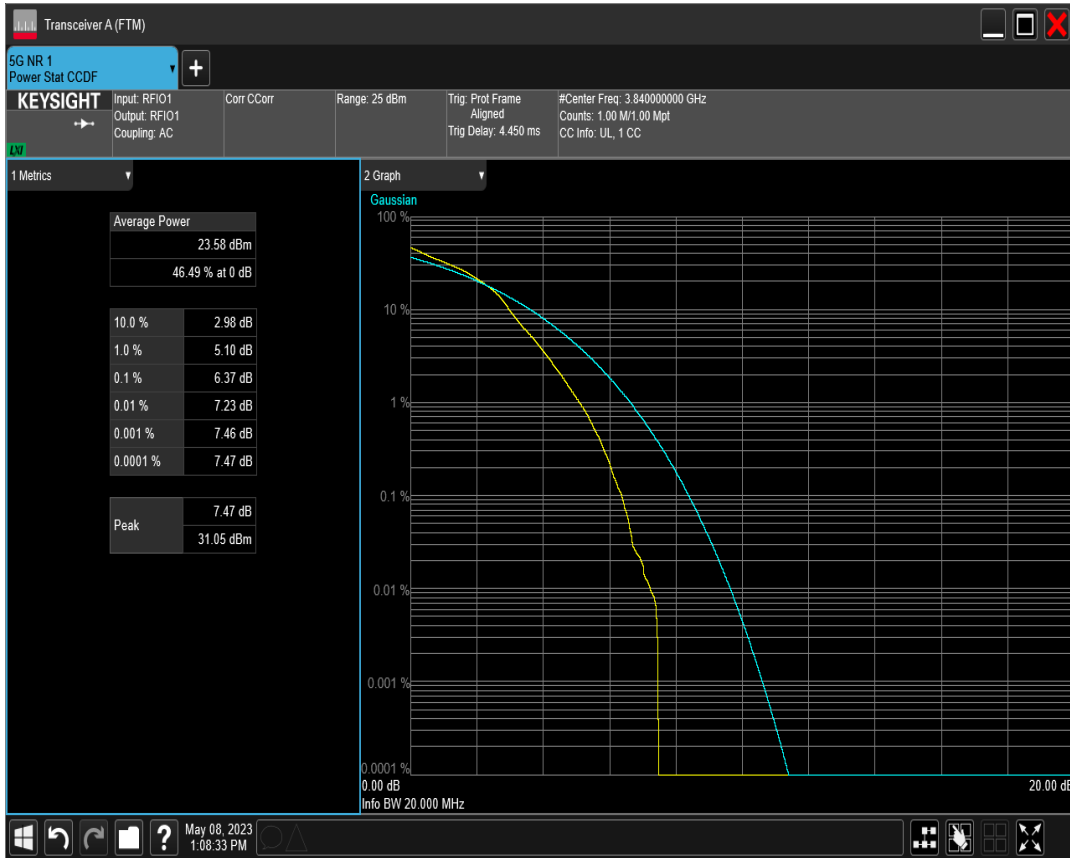 Transceiver A (FTM)
5G NR 1
Power Stat CCDF
+
KEYSIGHT
LXI
Input: RFIO1
Output: RFIO1
Coupling: AC
Corr CCorr
Range: 25 dBm
Trig: Prot Frame
Aligned
Trig Delay: 4.450 ms
#Center Freq: 3.840000000 GHz
Counts: 1.00 M/1.00 Mpt
CC Info: UL, 1 CC
1 Metrics
Average Power
23.58 dBm
46.49 % at 0 dB
10.0 % 2.98 dB
1.0 % 5.10 dB
0.1 % 6.37 dB
0.01 % 7.23 dB
0.001 % 7.46 dB
0.0001 % 7.47 dB
Peak
7.47 dB
31.05 dBm
2 Graph
Gaussian
100 %
10 %
1 %
0.1 %
0.01 %
0.001 %
0.0001 %
0.00 dB 20.00 dB
Info BW 20.000 MHz
?
May 08, 2023
1:08:33 PM